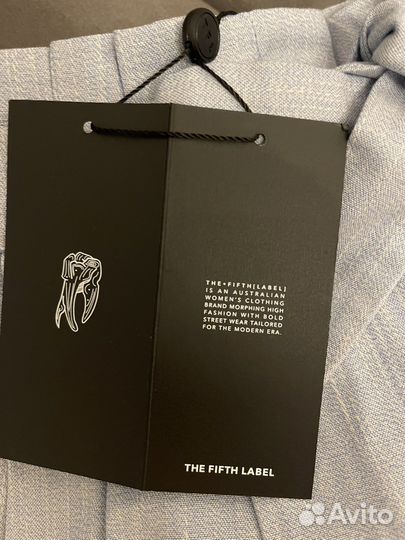 THE•FIFTH[LABEL]
IS AN AUSTRALIAN
WOMEN'S CLOTHING
BRAND MORPHING HIGH
FASHION WITH BOLD
STREET WEAR TAILORED
FOR THE MODERN ERA.
THE FIFTH LABEL
Avito